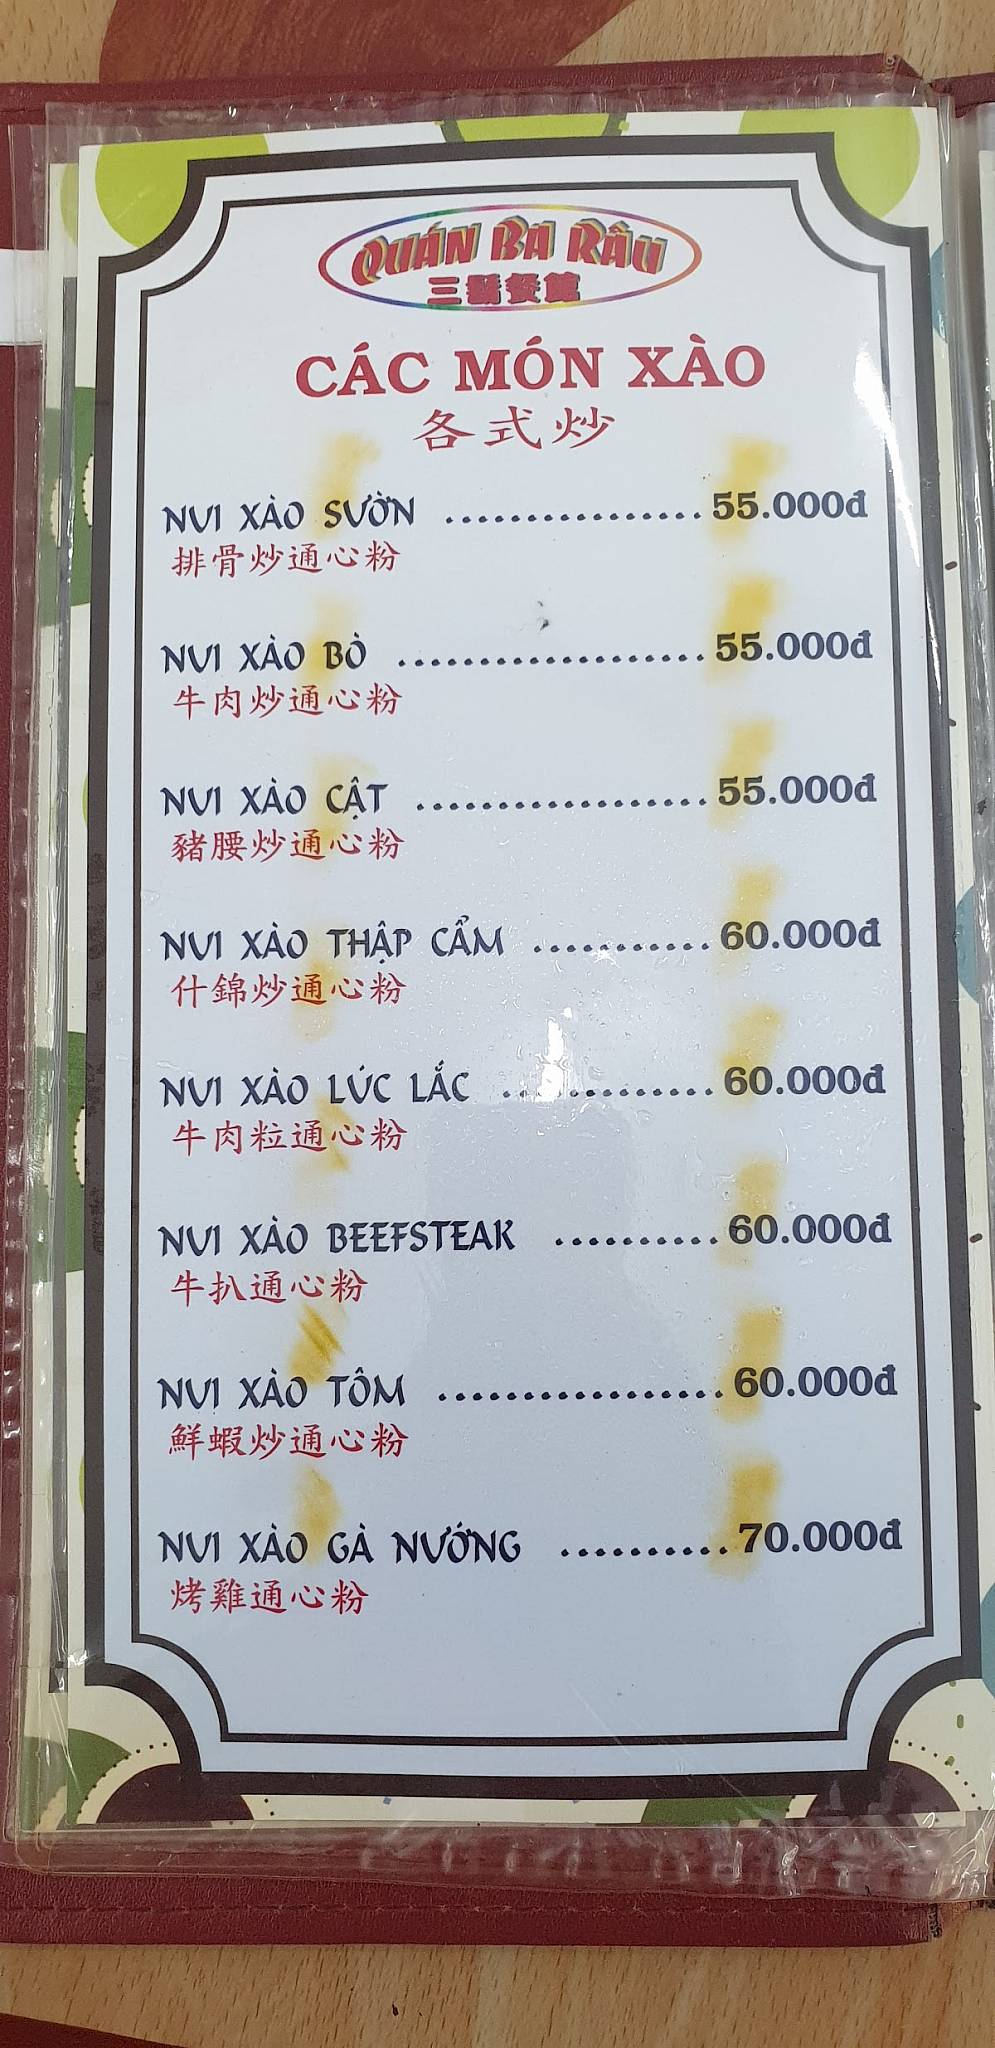 QUÁN BA RÂU
三鬍餐館
CÁC MÓN XÀO
各式炒
NUI XÀO SƯỜN ................ 55.000đ
排骨炒通心粉
NUI XÀO BÒ ................... 55.000đ
牛肉炒通心粉
NUI XÀO CẬT .................. 55.000đ
豬腰炒通心粉
NUI XÀO THẬP CẨM ........... 60.000đ
什錦炒通心粉
NUI XÀO LÚC LẮC ............. 60.000đ
牛肉粒通心粉
NUI XÀO BEEFSTEAK .......... 60.000đ
牛扒通心粉
NUI XÀO TÔM .................. 60.000đ
鮮蝦炒通心粉
NUI XÀO GÀ NƯỚNG ........... 70.000đ
烤雞通心粉